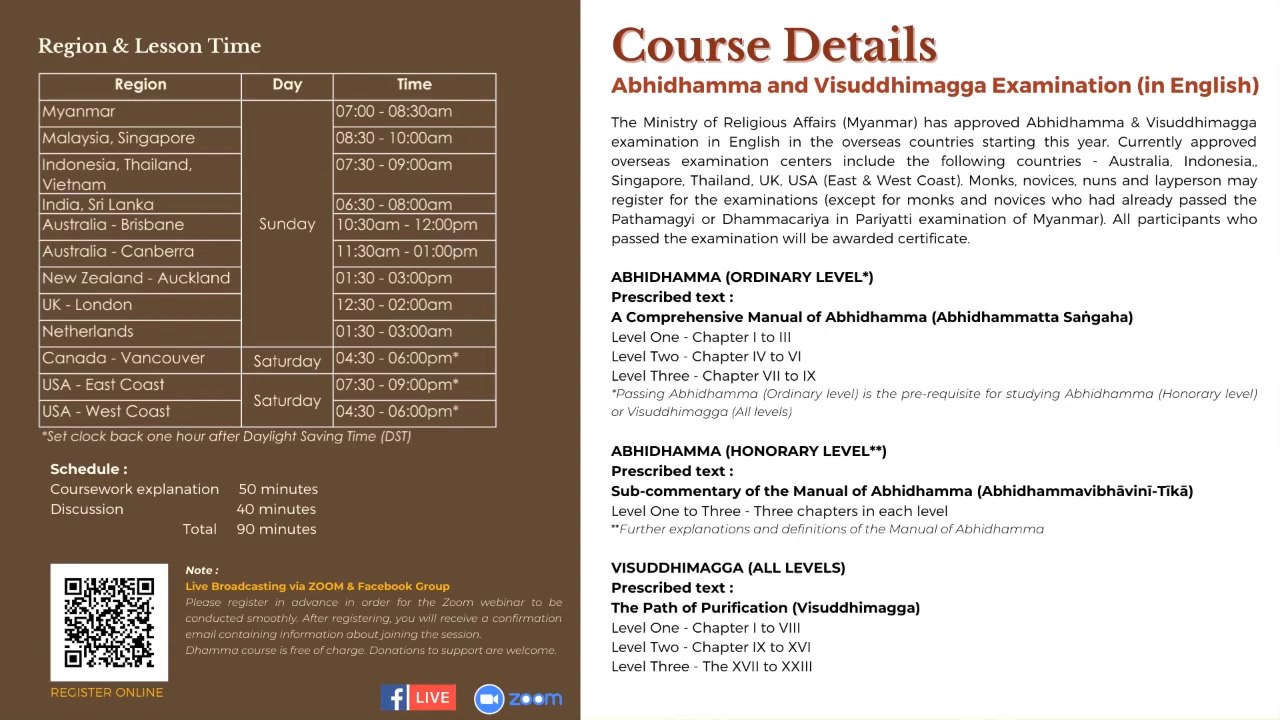 Region & Lesson Time
Region Day Time
Myanmar 07:00 - 08:30am
Malaysia, Singapore 08:30 - 10:00am
Indonesia, Thailand, 07:30 - 09:00am
Vietnam
India, Sri Lanka 06:30 - 08:00am
Australia - Brisbane Sunday 10:30am - 12:00pm
Australia - Canberra 11:30am - 01:00pm
New Zealand - Auckland 01:30 - 03:00pm
UK - London 12:30 - 02:00am
Netherlands 01:30 - 03:00am
Canada - Vancouver Saturday 04:30 - 06:00pm*
USA - East Coast Saturday 07:30 - 09:00pm*
USA - West Coast 04:30 - 06:00pm*
*Set clock back one hour after Daylight Saving Time (DST)
Schedule :
Coursework explanation 50 minutes
Discussion 40 minutes
Total 90 minutes
Note :
Live Broadcasting via ZOOM & Facebook Group
Please register in advance in order for the Zoom webinar to be
conducted smoothly. After registering, you will receive a confirmation
email containing information about joining the session.
Dhamma course is free of charge. Donations to support are welcome.
REGISTER ONLINE
f LIVE zoom
Course Details
Abhidhamma and Visuddhimagga Examination (in English)
The Ministry of Religious Affairs (Myanmar) has approved Abhidhamma & Visuddhimagga
examination in English in the overseas countries starting this year. Currently approved
overseas examination centers include the following countries - Australia, Indonesia,,
Singapore, Thailand, UK, USA (East & West Coast). Monks, novices, nuns and layperson may
register for the examinations (except for monks and novices who had already passed the
Pathamagyi or Dhammacariya in Pariyatti examination of Myanmar). All participants who
passed the examination will be awarded certificate.
ABHIDHAMMA (ORDINARY LEVEL*)
Prescribed text :
A Comprehensive Manual of Abhidhamma (Abhidhammatta Saṅgaha)
Level One - Chapter I to III
Level Two - Chapter IV to VI
Level Three - Chapter VII to IX
*Passing Abhidhamma (Ordinary level) is the pre-requisite for studying Abhidhamma (Honorary level)
or Visuddhimagga (All levels)
ABHIDHAMMA (HONORARY LEVEL**)
Prescribed text :
Sub-commentary of the Manual of Abhidhamma (Abhidhammavibhāvinī-Tīkā)
Level One to Three - Three chapters in each level
**Further explanations and definitions of the Manual of Abhidhamma
VISUDDHIMAGGA (ALL LEVELS)
Prescribed text :
The Path of Purification (Visuddhimagga)
Level One - Chapter I to VIII
Level Two - Chapter IX to XVI
Level Three - The XVII to XXIII